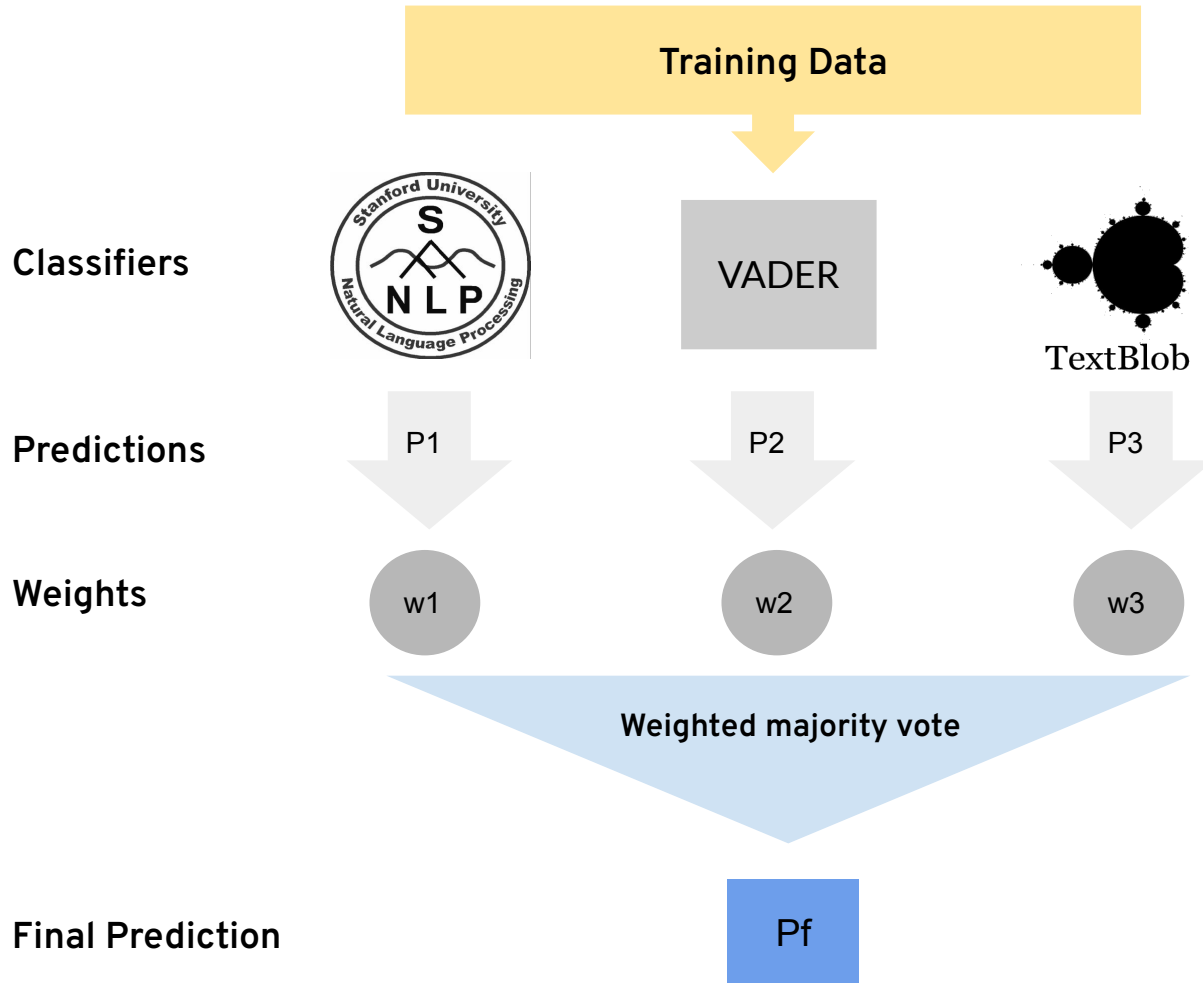 Training Data
Classifiers
Stanford University
S
NLP
Natural Language Processing
VADER
TextBlob
Predictions
P1
P2
P3
Weights
w1
w2
w3
Weighted majority vote
Final Prediction
Pf